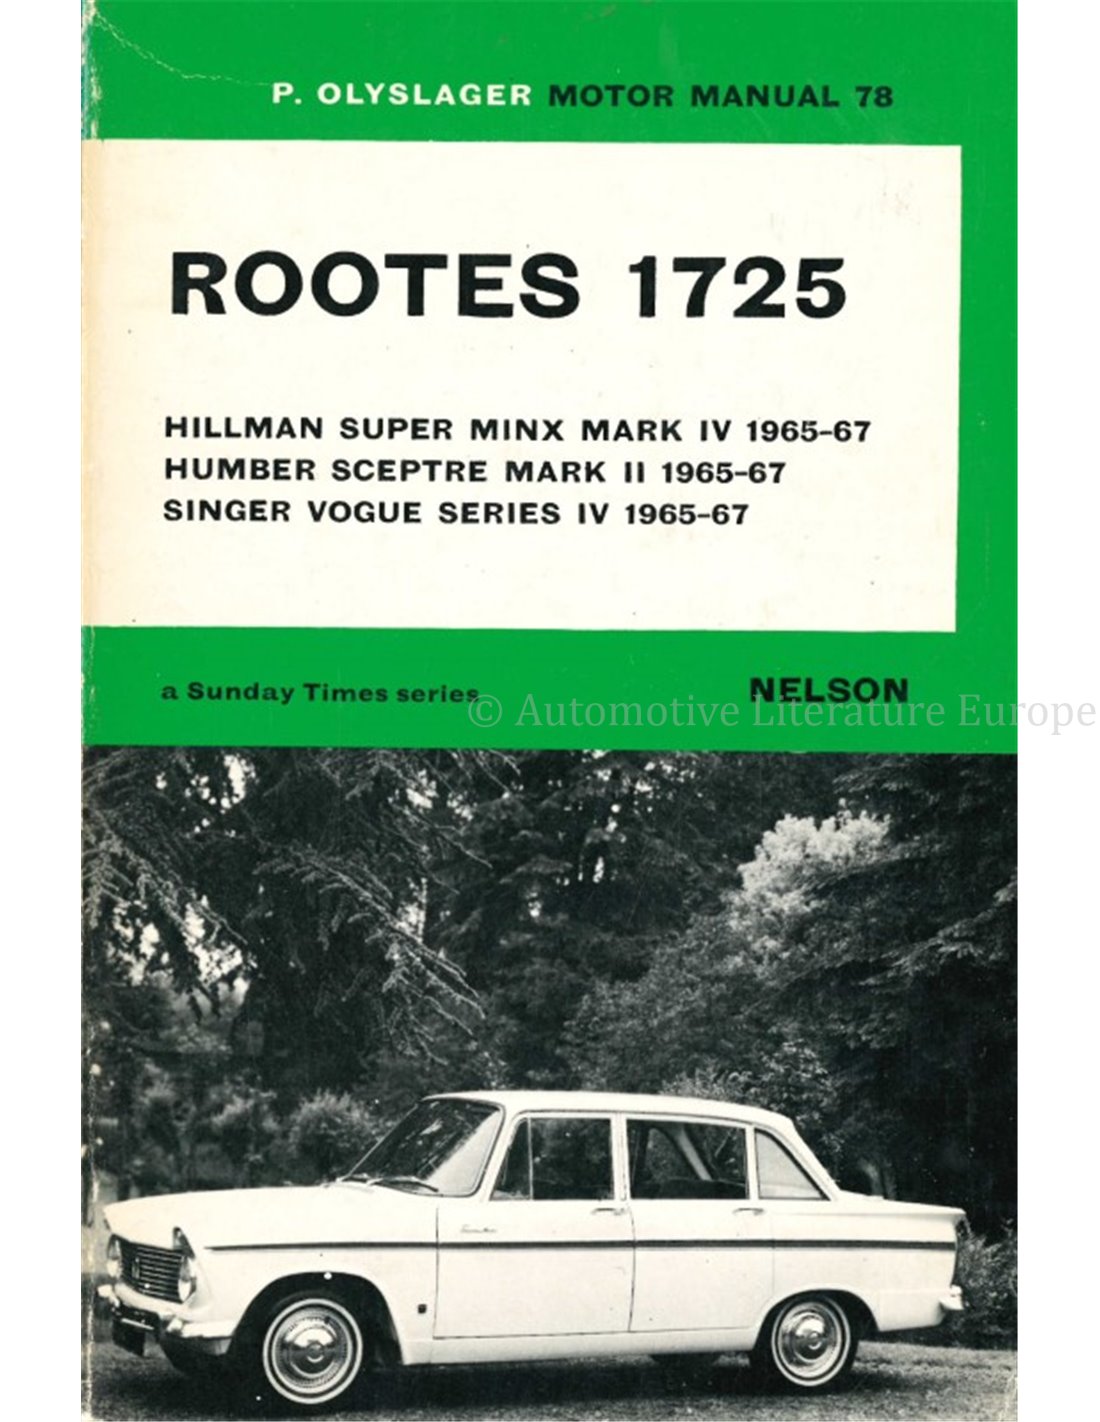 P. OLYSLAGER MOTOR MANUAL 78
ROOTES 1725
HILLMAN SUPER MINX MARK IV 1965-67
HUMBER SCEPTRE MARK II 1965-67
SINGER VOGUE SERIES IV 1965-67
a Sunday Times series
NELSON
© Automotive Literature Europe